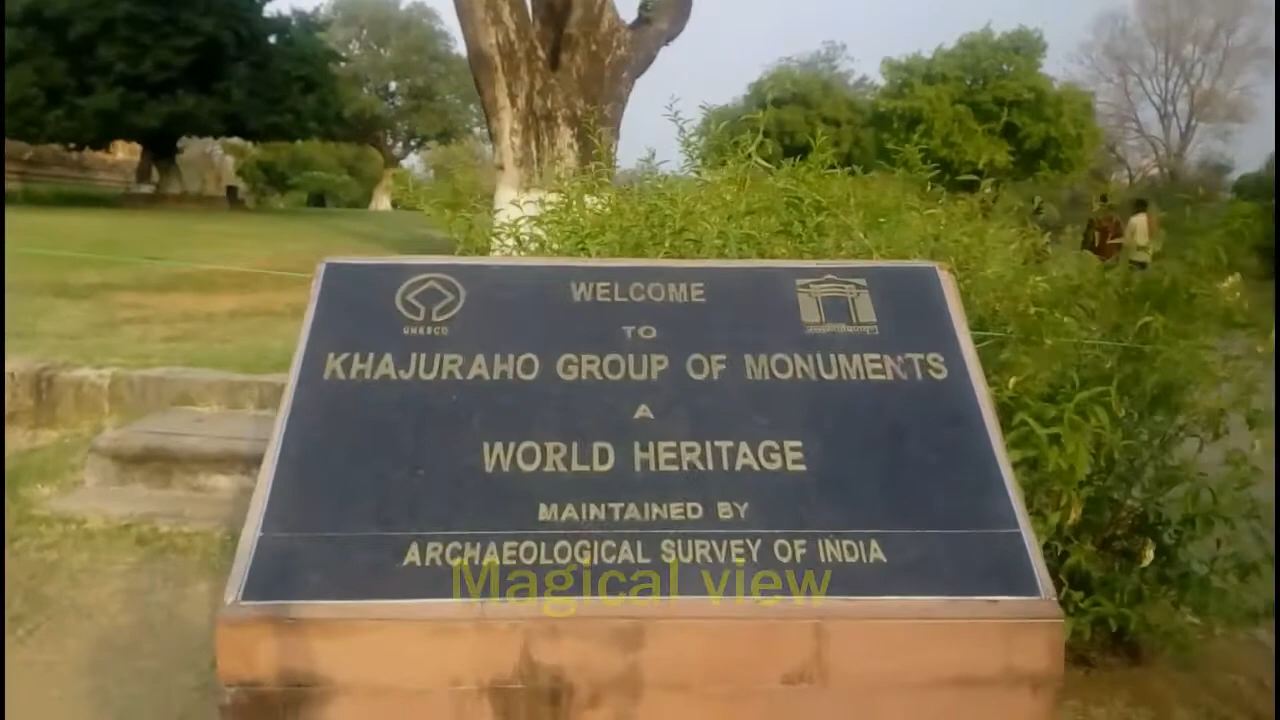 WELCOME
UNESCO
TO
KHAJURAHO GROUP OF MONUMENTS
A
WORLD HERITAGE
MAINTAINED BY
ARCHAEOLOGICAL SURVEY OF INDIA
Magical view